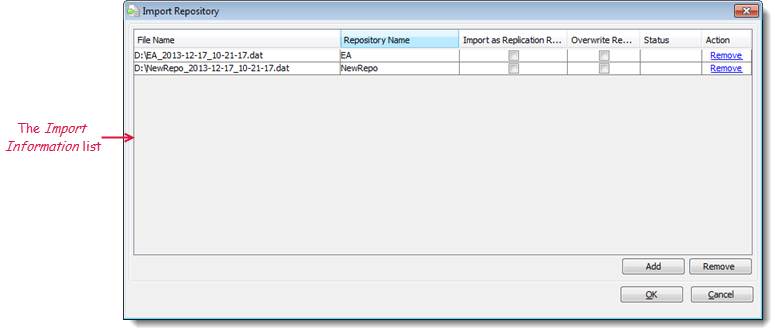 Import Repository
File Name Repository Name Import as Replication R... Overwrite Re... Status Action
D:\EA_2013-12-17_10-21-17.dat EA Remove
D:\NewRepo_2013-12-17_10-21-17.dat NewRepo Remove
The Import
Information list
Add Remove
OK Cancel